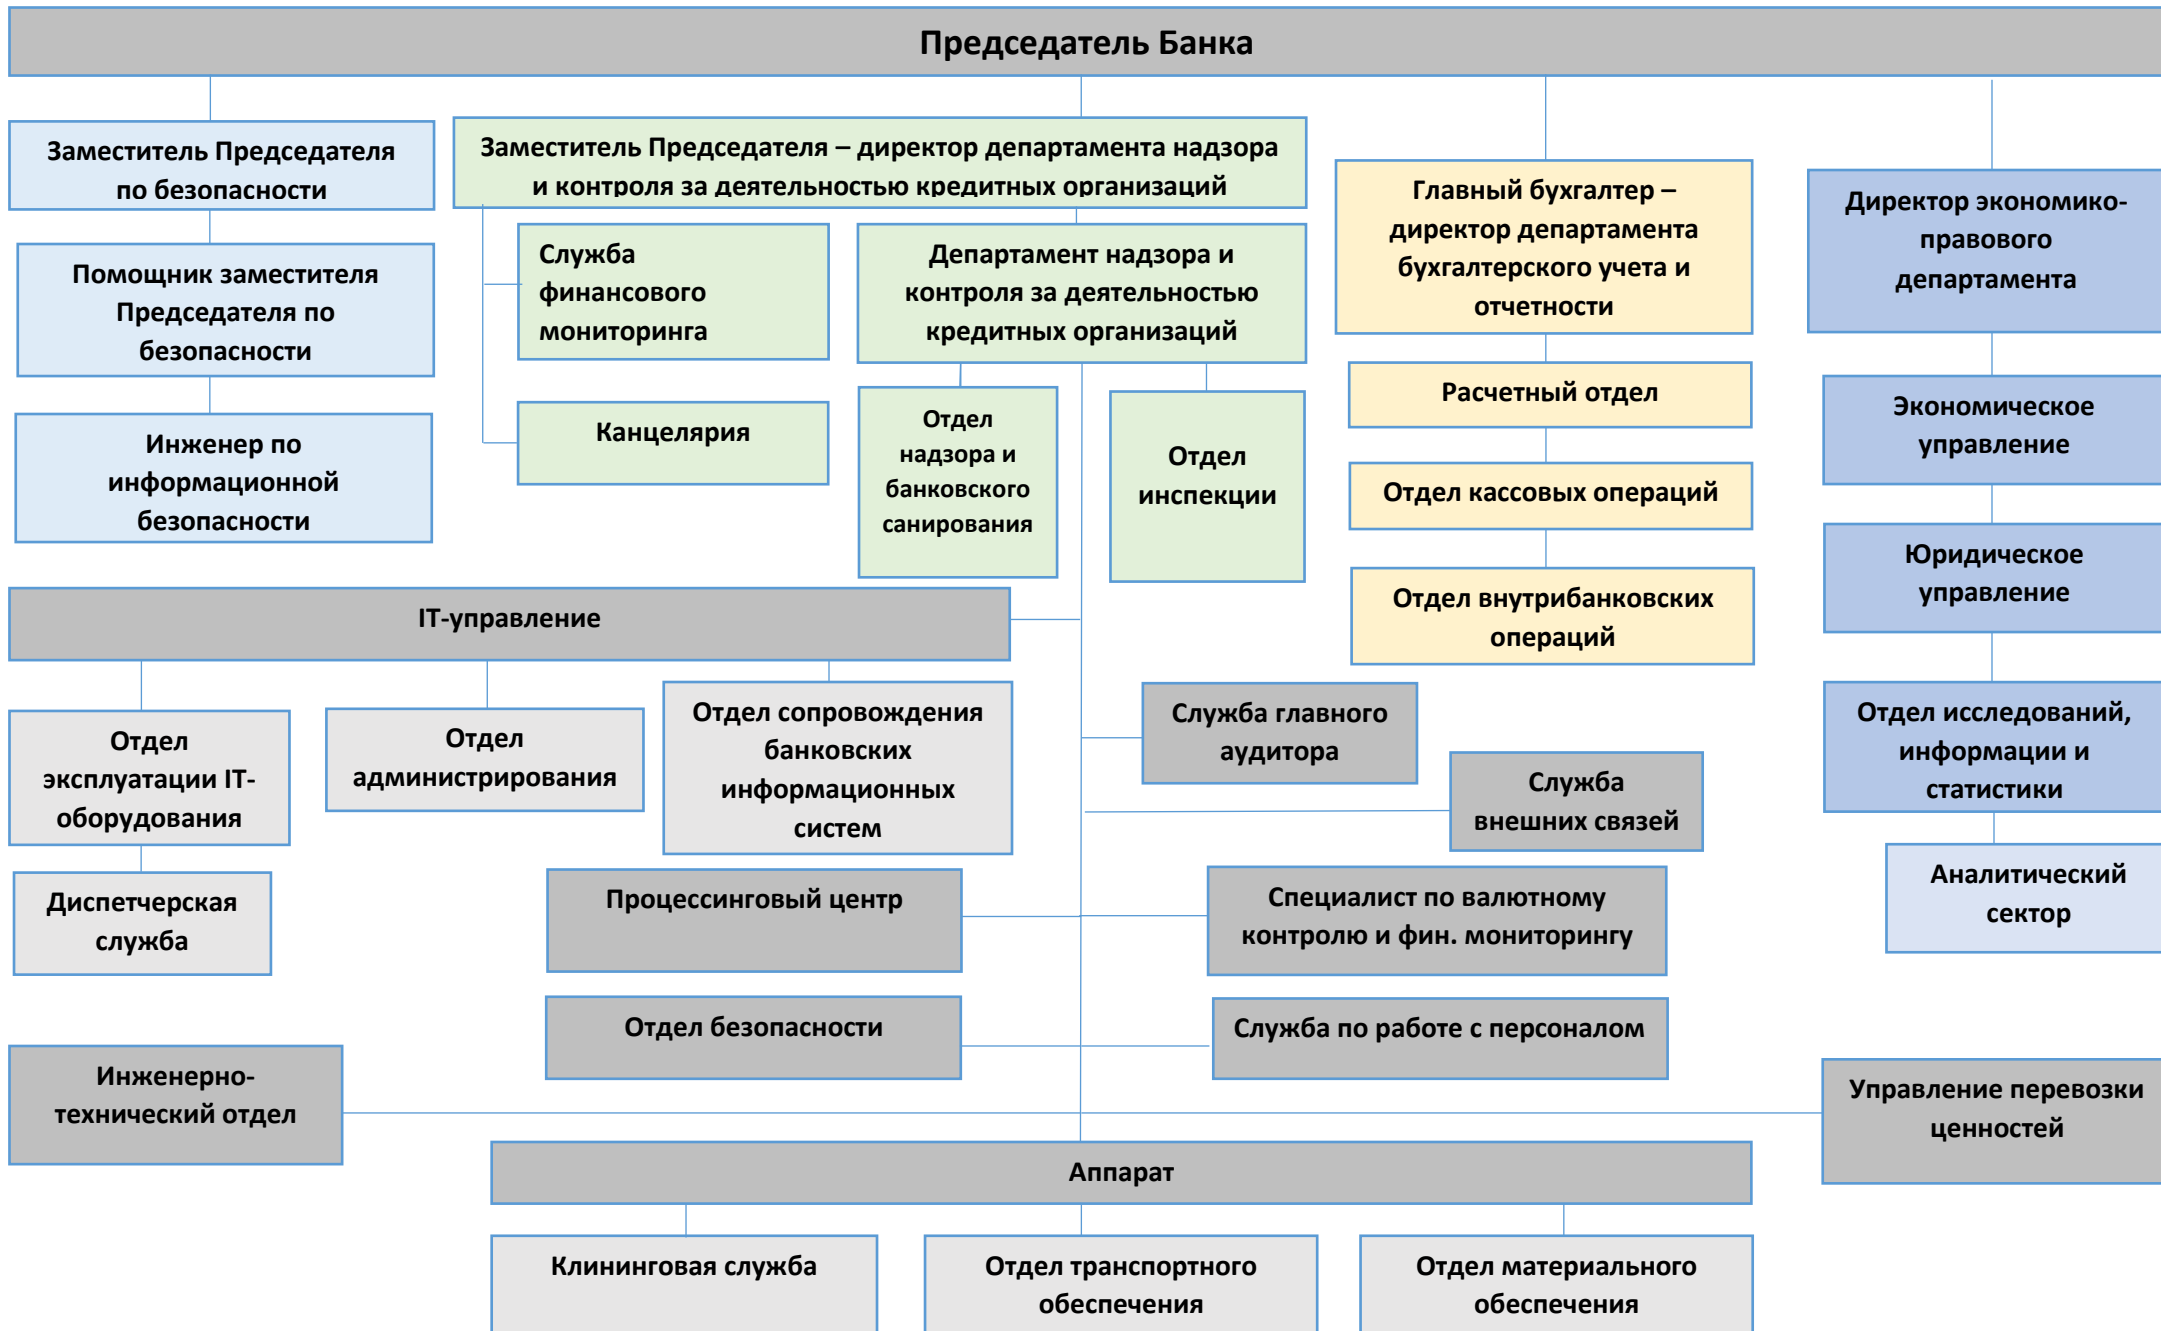 Председатель Банка
Заместитель Председателя
по безопасности
Помощник заместителя
Председателя по
безопасности
Инженер по
информационной
безопасности
Заместитель Председателя – директор департамента надзора
и контроля за деятельностью кредитных организаций
Служба
финансового
мониторинга
Канцелярия
Департамент надзора и
контроля за деятельностью
кредитных организаций
Отдел
надзора и
банковского
санирования
Отдел
инспекции
Главный бухгалтер –
директор департамента
бухгалтерского учета и
отчетности
Расчетный отдел
Отдел кассовых операций
Отдел внутрибанковских
операций
Директор экономико-
правового
департамента
Экономическое
управление
Юридическое
управление
Отдел исследований,
информации и
статистики
Аналитический
сектор
IT-управление
Отдел
эксплуатации IT-
оборудования
Диспетчерская
служба
Отдел
администрирования
Отдел сопровождения
банковских
информационных
систем
Служба главного
аудитора
Служба
внешних связей
Процессинговый центр
Специалист по валютному
контролю и фин. мониторингу
Отдел безопасности
Служба по работе с персоналом
Инженерно-
технический отдел
Управление перевозки
ценностей
Аппарат
Клининговая служба
Отдел транспортного
обеспечения
Отдел материального
обеспечения